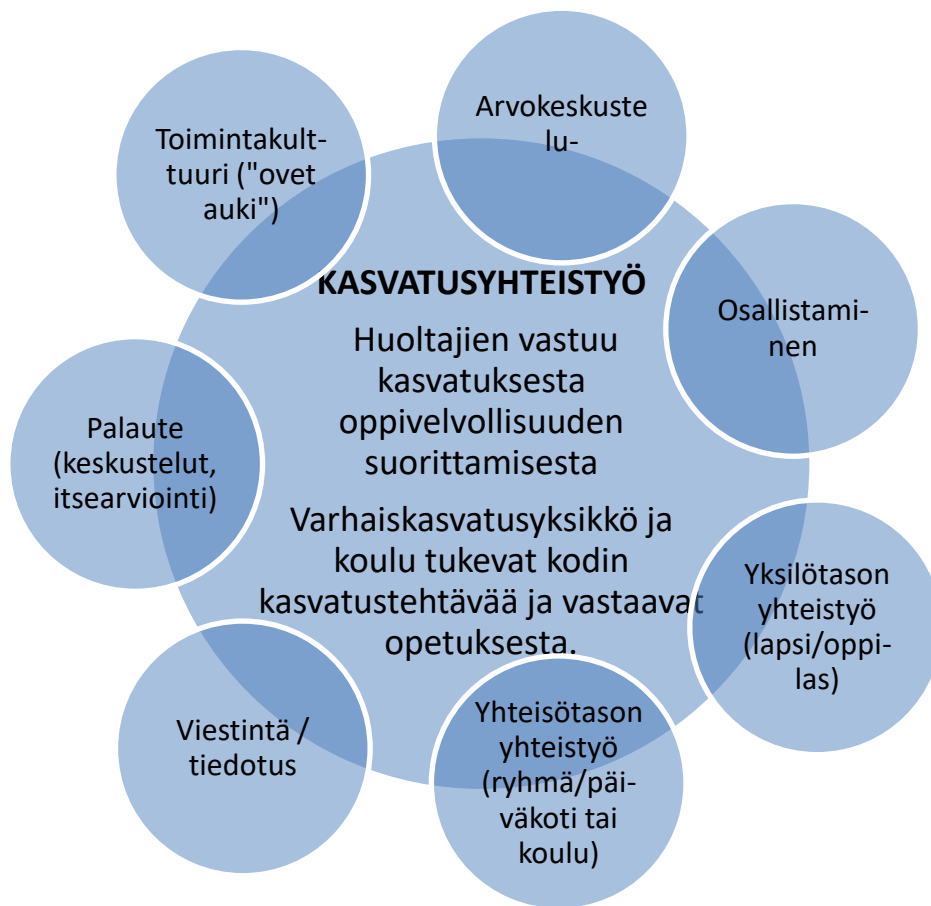 Arvokeskuste
lu-
Toimintakult-
tuuri ("ovet
auki")
KASVATUSYHTEISTYÖ
Huoltajien vastuu
kasvatuksesta
oppivelvollisuuden
suorittamisesta
Varhaiskasvatusyksikkö ja
koulu tukevat kodin
kasvatustehtävää ja vastaavat
opetuksesta.
Osallistami-
nen
Yksilötason
yhteistyö
(lapsi/oppi-
las)
Yhteisötason
yhteistyö
(ryhmä/päi-
väkoti tai
koulu)
Viestintä /
tiedotus
Palaute
(keskustelut,
itsearviointi)